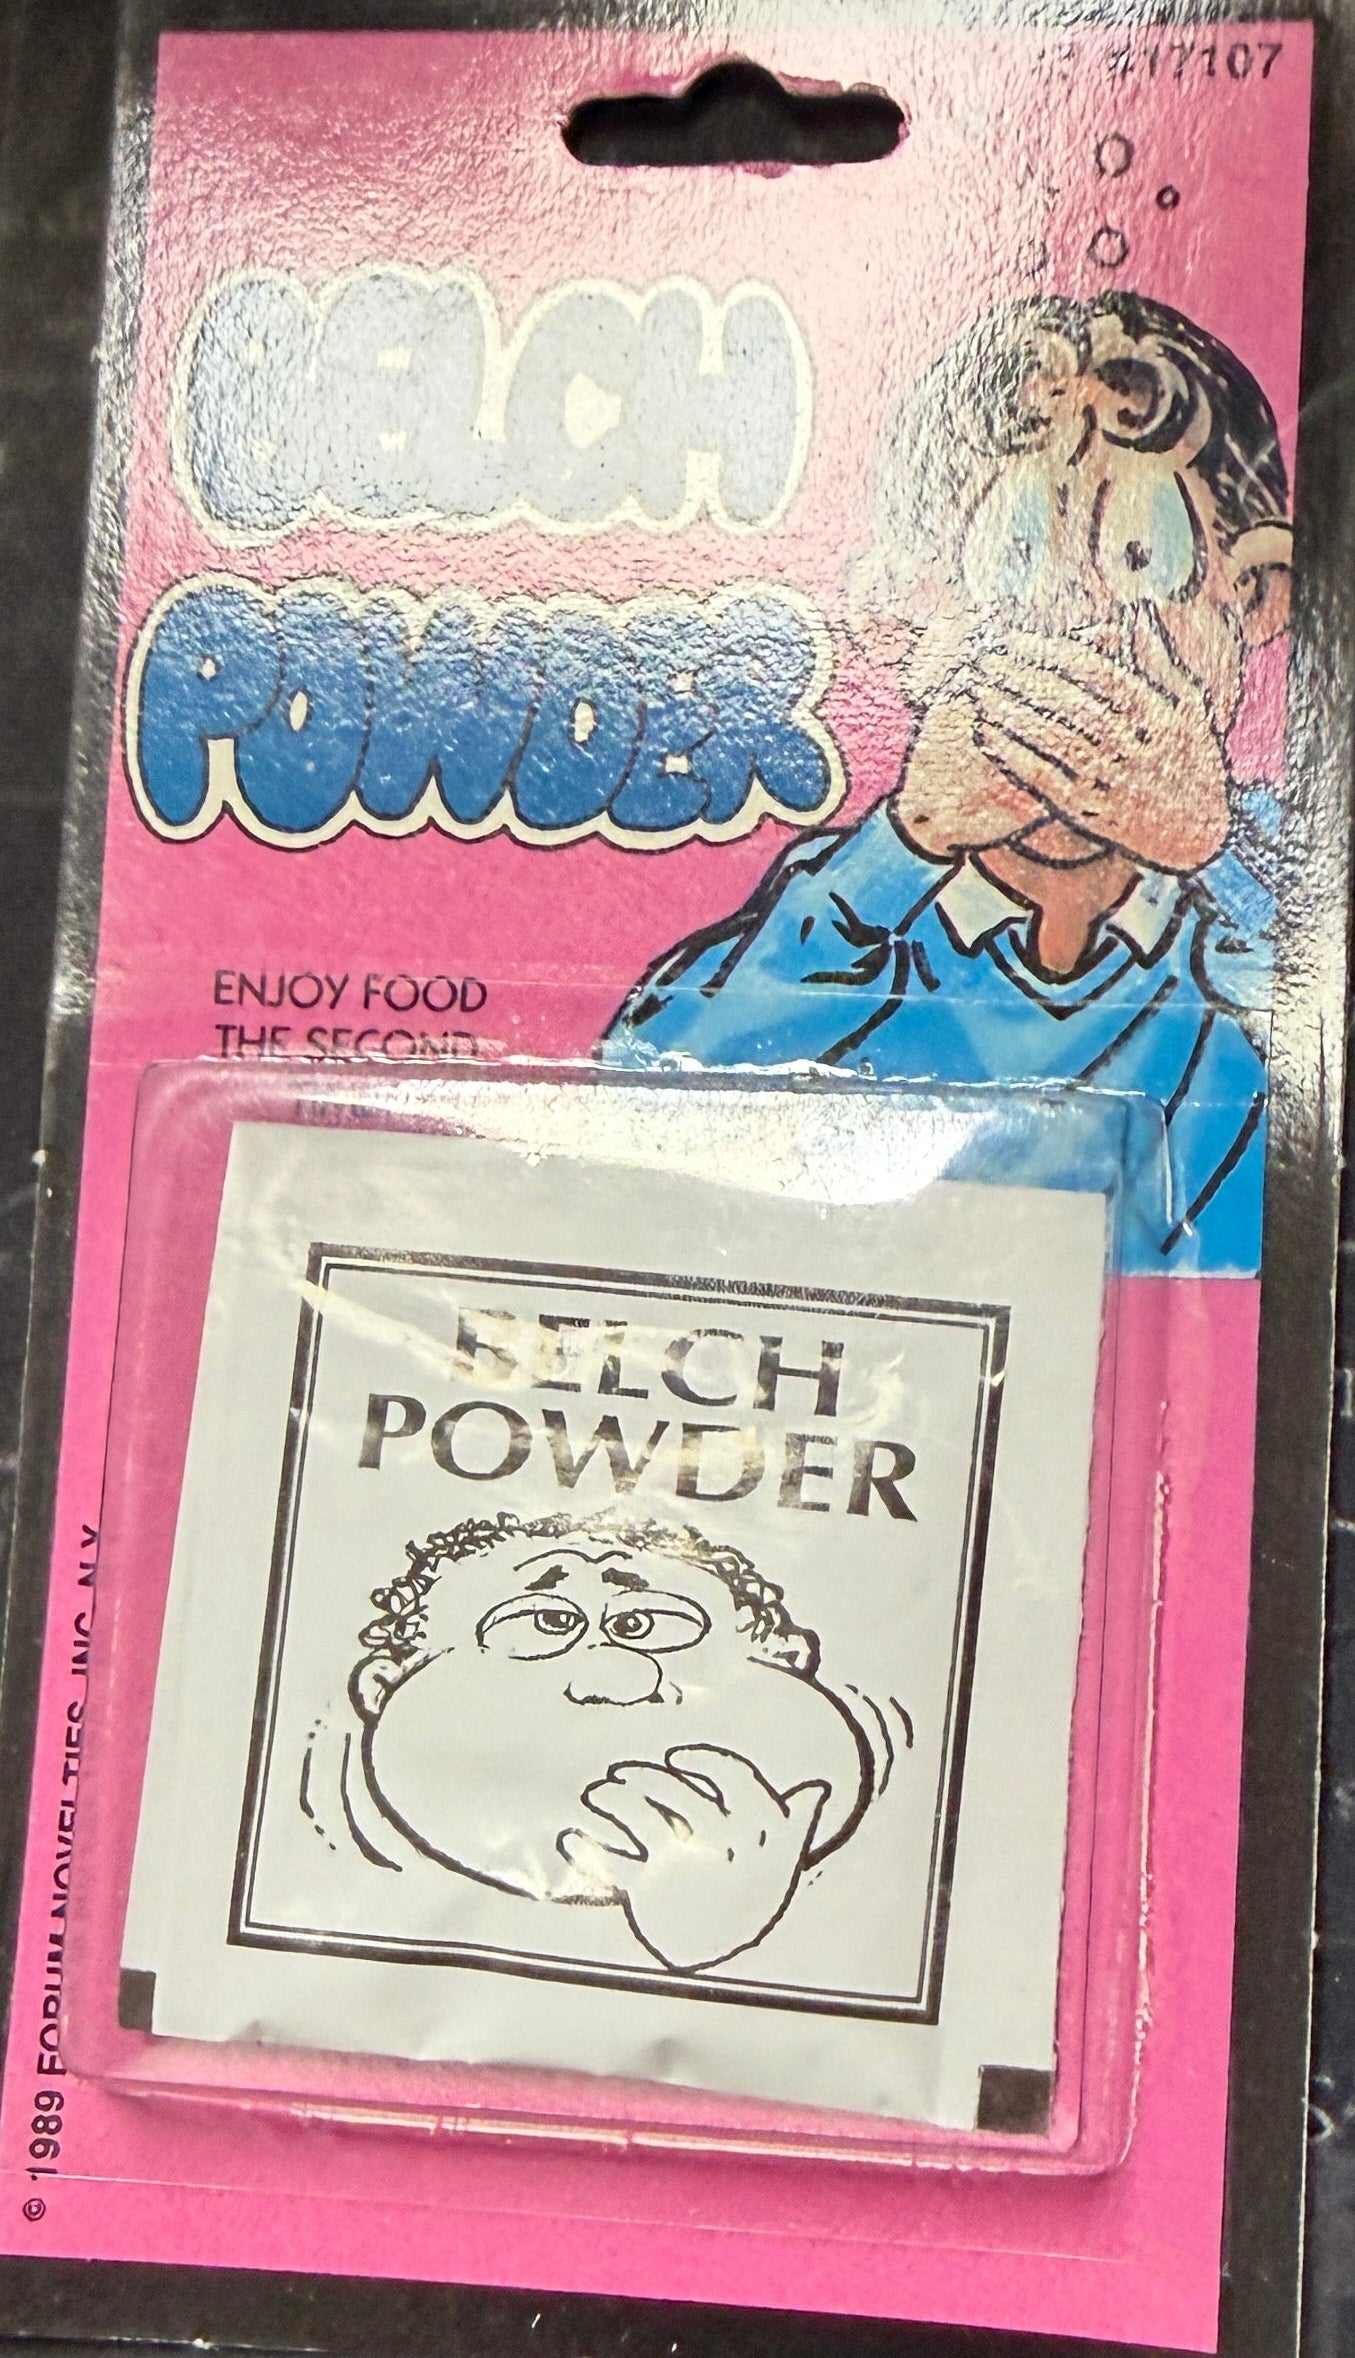 #17107
BELCH
POWDER
ENJOY FOOD
THE SECOND
BELCH
POWDER
© 1989 FORUM NOVELTIES, INC. N.Y.